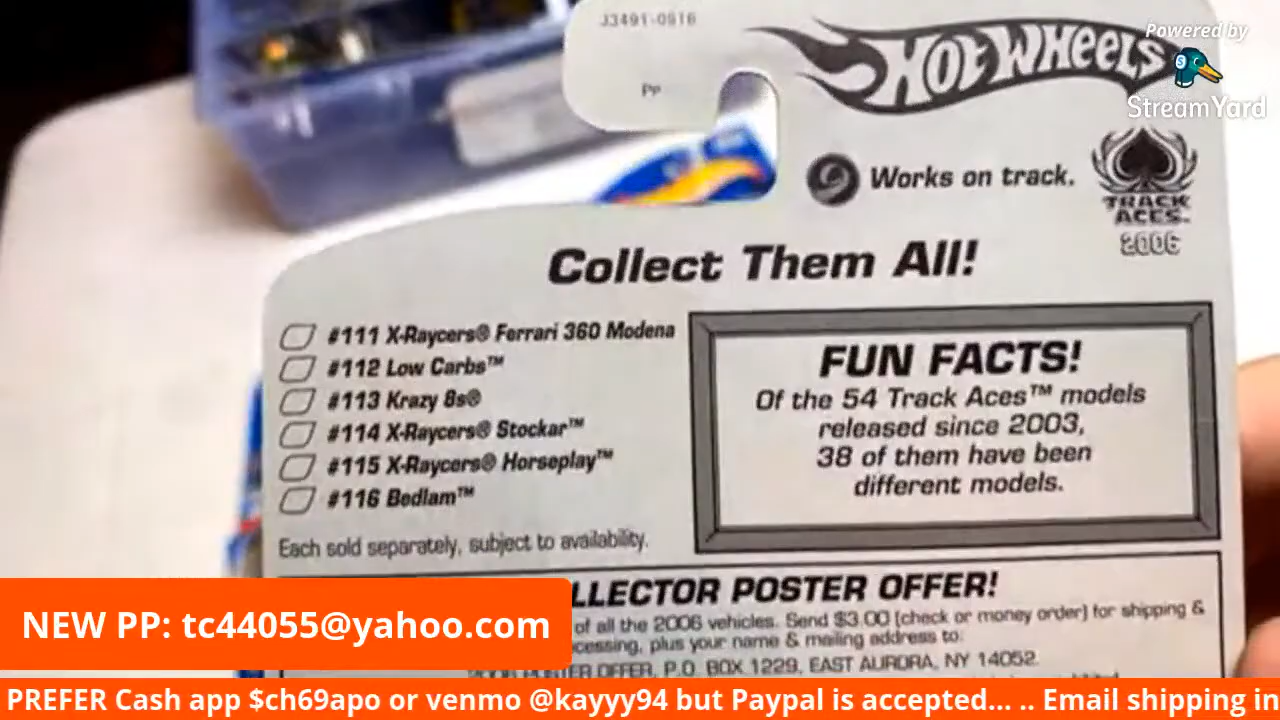 J3491-0916
Pp
HOT WHEELS
Powered by
StreamYard
Works on track.
TRACK
ACES™
2006
Collect Them All!
#111 X-Raycers® Ferrari 360 Modena
#112 Low Carbs™
#113 Krazy 8s®
#114 X-Raycers® Stockar™
#115 X-Raycers® Horseplay™
#116 Bedlam™
Each sold separately, subject to availability.
FUN FACTS!
Of the 54 Track Aces™ models
released since 2003,
38 of them have been
different models.
LLECTOR POSTER OFFER!
of all the 2006 vehicles. Send $3.00 (check or money order) for shipping &
cessing, plus your name & mailing address to:
2006 POSTER OFFER, P.O. BOX 1229, EAST AURORA, NY 14052.
NEW PP: tc44055@yahoo.com
PREFER Cash app $ch69apo or venmo @kayyy94 but Paypal is accepted... .. Email shipping in